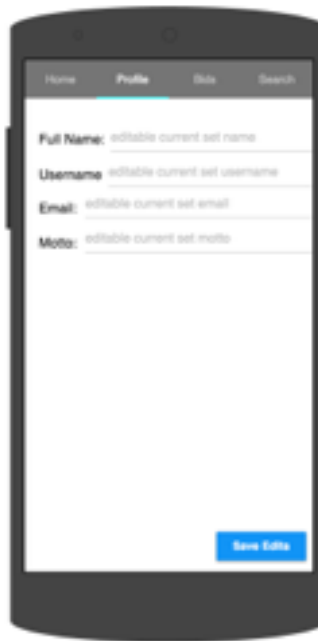 Home Profile Bids Search
Full Name: editable current set name
Username editable current set username
Email: editable current set email
Motto: editable current set motto
Save Edits